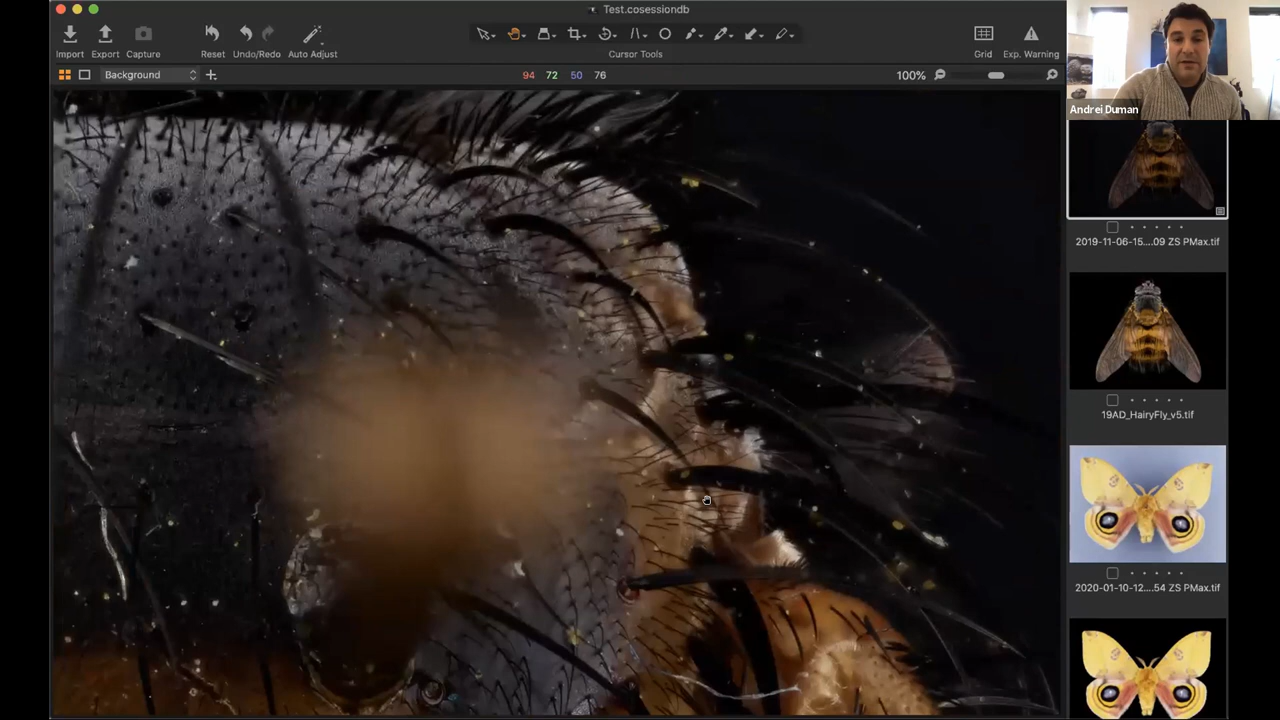 Test.cosessiondb
Import Export Capture Reset Undo/Redo Auto Adjust Cursor Tools Grid Exp. Warning
Background 94 72 50 76 100%
Andrei Duman
2019-11-06-15....09 ZS PMax.tif
19AD_HairyFly_v5.tif
2020-01-10-12....54 ZS PMax.tif